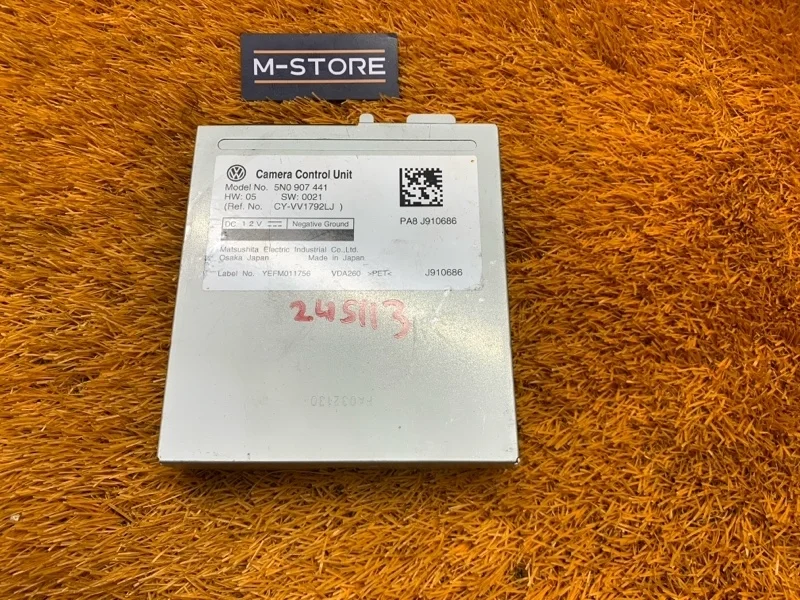 M-STORE
Camera Control Unit
Model No. 5N0 907 441
HW: 05 SW: 0021
(Ref. No. CY-VV1792LJ )
DC 12V Negative Ground
PA8 J910686
Matsushita Electric Industrial Co.,Ltd.
Osaka Japan Made in Japan
Label No. YEFM011756 VDA260 >PET< J910686
245113